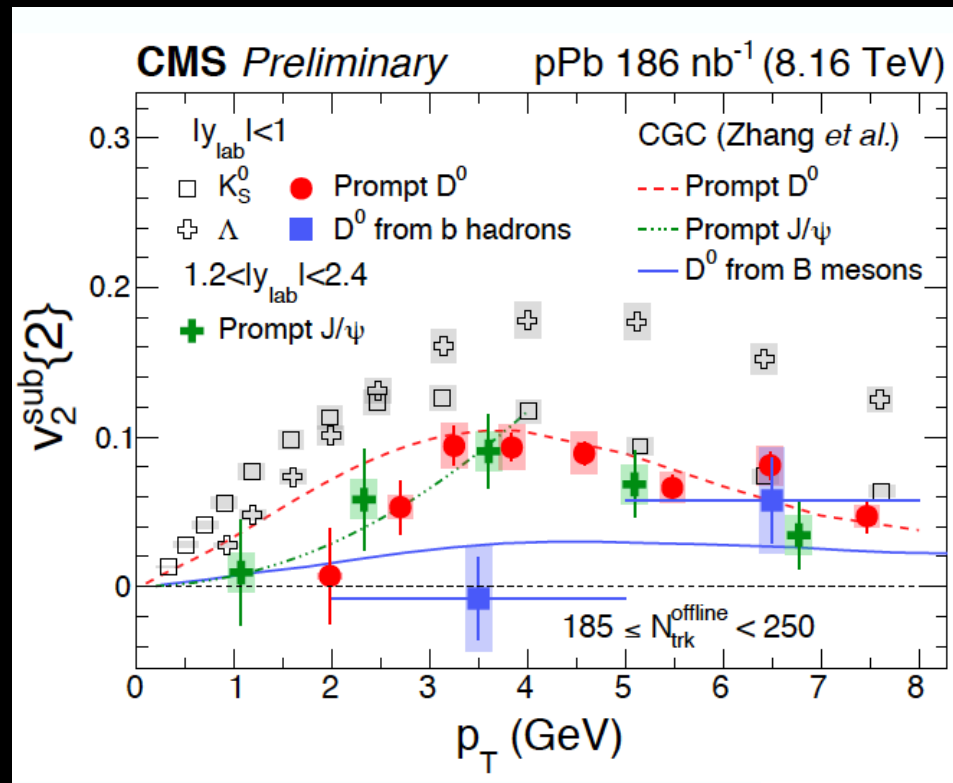 CMS Preliminary pPb 186 nb⁻¹ (8.16 TeV)
|y_lab|<1
K_S^0
Prompt D⁰
Λ
D⁰ from b hadrons
1.2<|y_lab|<2.4
Prompt J/ψ
CGC (Zhang et al.)
Prompt D⁰
Prompt J/ψ
D⁰ from B mesons
0.3
0.2
0.1
0
v₂^sub{2}
185 ≤ N_trk^offline < 250
0 1 2 3 4 5 6 7 8
p_T (GeV)